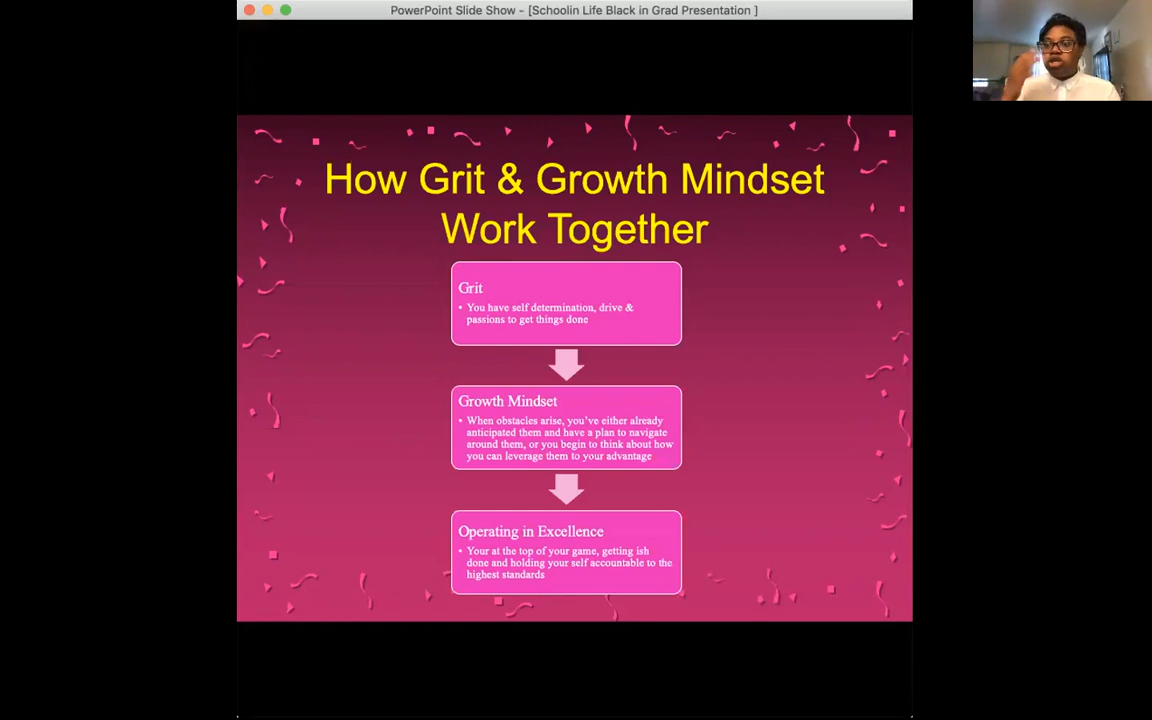 PowerPoint Slide Show - [Schoolin Life Black in Grad Presentation ]
How Grit & Growth Mindset
Work Together
Grit
• You have self determination, drive &
passions to get things done
Growth Mindset
• When obstacles arise, you've either already
anticipated them and have a plan to navigate
around them, or you begin to think about how
you can leverage them to your advantage
Operating in Excellence
• Your at the top of your game, getting ish
done and holding your self accountable to the
highest standards